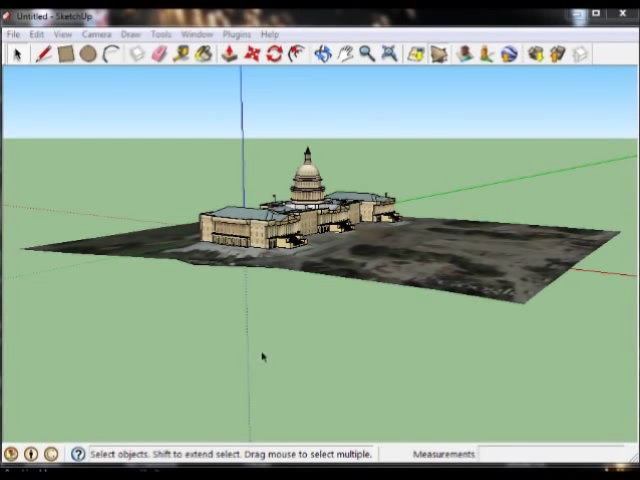 Untitled - SketchUp
File Edit View Camera Draw Tools Window Plugins Help
Select objects. Shift to extend select. Drag mouse to select multiple. Measurements